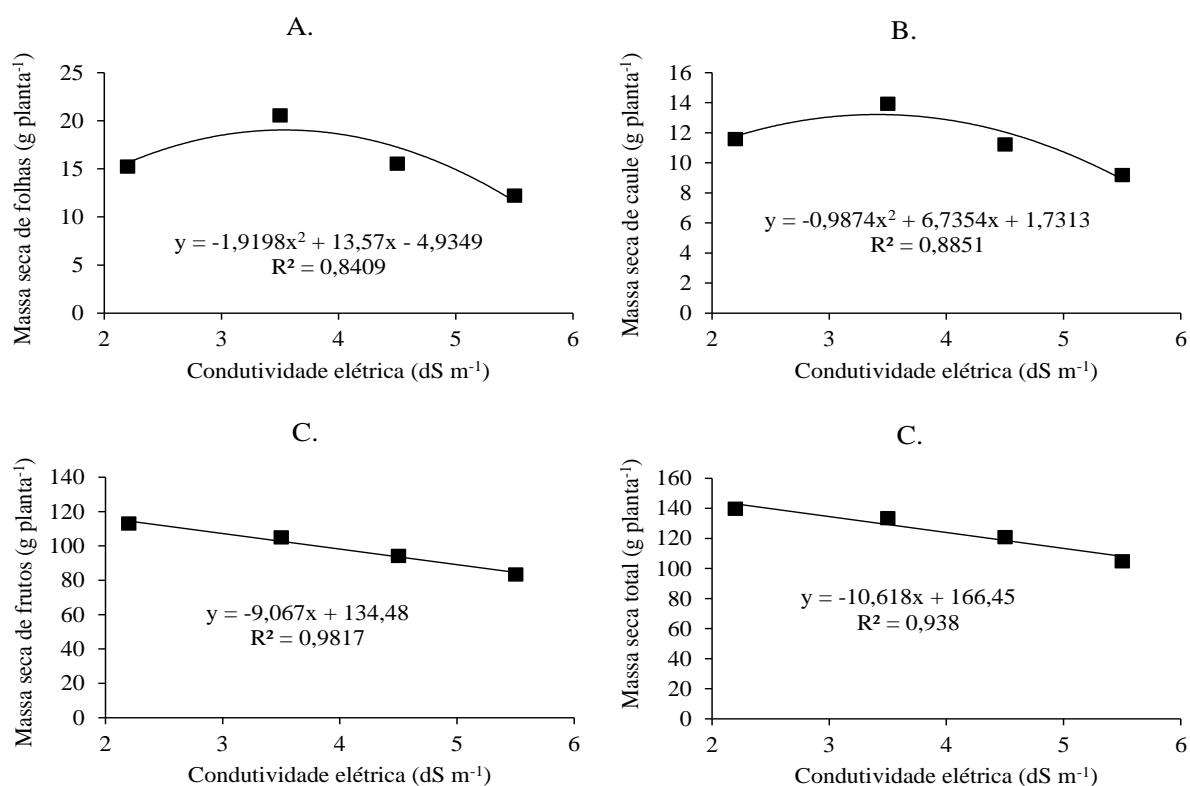 A.
Massa seca de folhas (g planta-1)
25
20
15
10
5
0
y = -1,9198x2 + 13,57x - 4,9349
R² = 0,8409
2 3 4 5 6
Condutividade elétrica (dS m-1)
B.
Massa seca de caule (g planta-1)
16
14
12
10
8
6
4
2
0
y = -0,9874x2 + 6,7354x + 1,7313
R² = 0,8851
2 3 4 5 6
Condutividade elétrica (dS m-1)
C.
Massa seca de frutos (g planta-1)
140
120
100
80
60
40
20
0
y = -9,067x + 134,48
R² = 0,9817
2 3 4 5 6
Condutividade elétrica (dS m-1)
C.
Massa seca total (g planta-1)
160
140
120
100
80
60
40
20
0
y = -10,618x + 166,45
R² = 0,938
2 3 4 5 6
Condutividade elétrica (dS m-1)